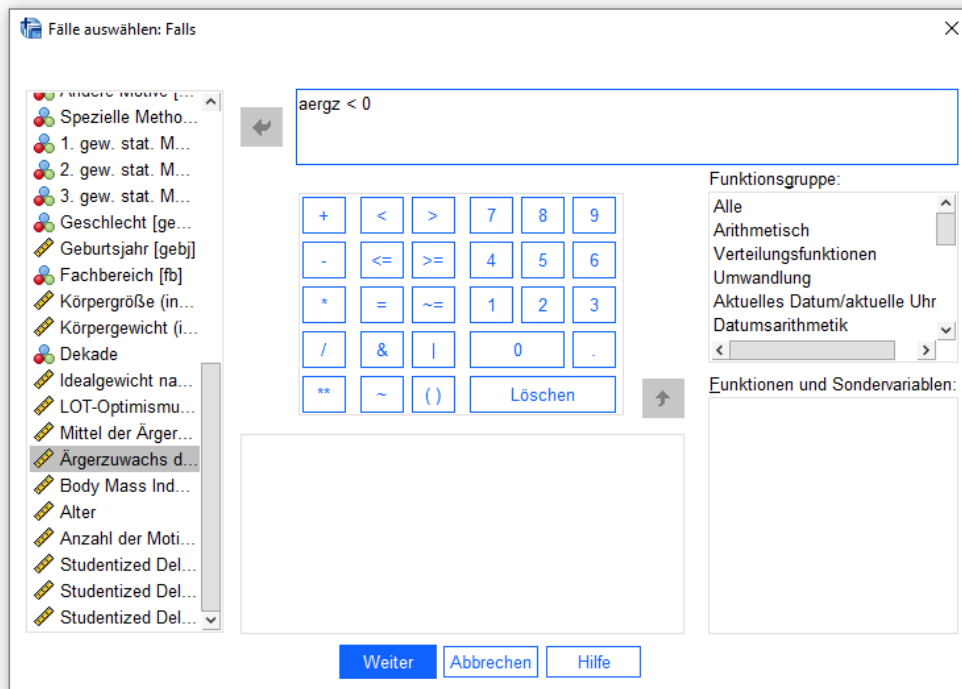 Fälle auswählen: Falls
Andere Motive [...
Spezielle Metho...
1. gew. stat. M...
2. gew. stat. M...
3. gew. stat. M...
Geschlecht [ge...
Geburtsjahr [gebj]
Fachbereich [fb]
Körpergröße (in...
Körpergewicht (i...
Dekade
Idealgewicht na...
LOT-Optimismu...
Mittel der Ärger...
Ärgerzuwachs d...
Body Mass Ind...
Alter
Anzahl der Moti...
Studentized Del...
Studentized Del...
Studentized Del...
aergz < 0
+ < > 7 8 9
- <= >= 4 5 6
* = ~= 1 2 3
/ & | 0 .
** ~ ( ) Löschen
Funktionsgruppe:
Alle
Arithmetisch
Verteilungsfunktionen
Umwandlung
Aktuelles Datum/aktuelle Uhr
Datumsarithmetik
Funktionen und Sondervariablen:
Weiter Abbrechen Hilfe